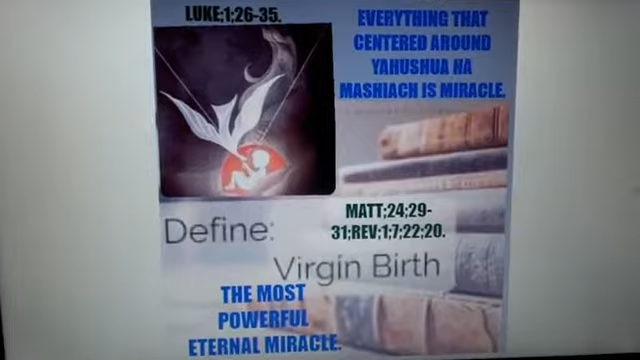 LUKE;1;26-35.
EVERYTHING THAT
CENTERED AROUND
YAHUSHUA HA
MASHIACH IS MIRACLE.
MATT;24;29-
31;REV;1;7;22;20.
Define:
Virgin Birth
THE MOST
POWERFUL
ETERNAL MIRACLE.